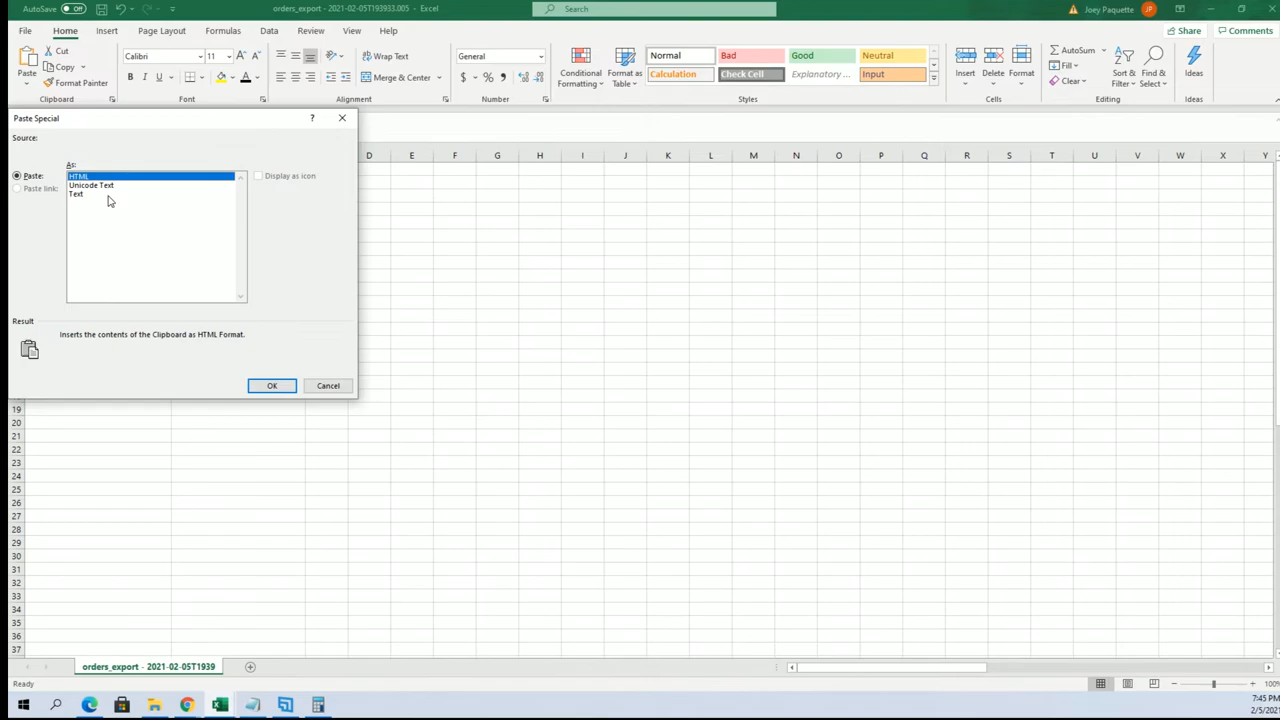 AutoSave Off orders_export - 2021-02-05T193933.005 - Excel Search Joey Paquette JP
File Home Insert Page Layout Formulas Data Review View Help Share Comments
Paste Cut Copy Format Painter Clipboard
Calibri 11 A A B I U A Font
Wrap Text Merge & Center Alignment
General $ % Number
Conditional Formatting Format as Table
Normal Bad Good Neutral
Calculation Check Cell Explanatory ... Input
Styles
Insert Delete Format Cells
AutoSum Fill Clear Sort & Filter Find & Select Editing
Ideas Ideas
Paste Special ?
Source:
As:
Paste:
Paste link:
HTML
Unicode Text
Text
Display as icon
Result
Inserts the contents of the Clipboard as HTML Format.
OK Cancel
D E F G H I J K L M N O P Q R S T U V W X Y
19
20
21
22
23
24
25
26
27
28
29
30
31
32
33
34
35
36
37
orders_export - 2021-02-05T1939
Ready 100%
7:45 PM
2/5/2021